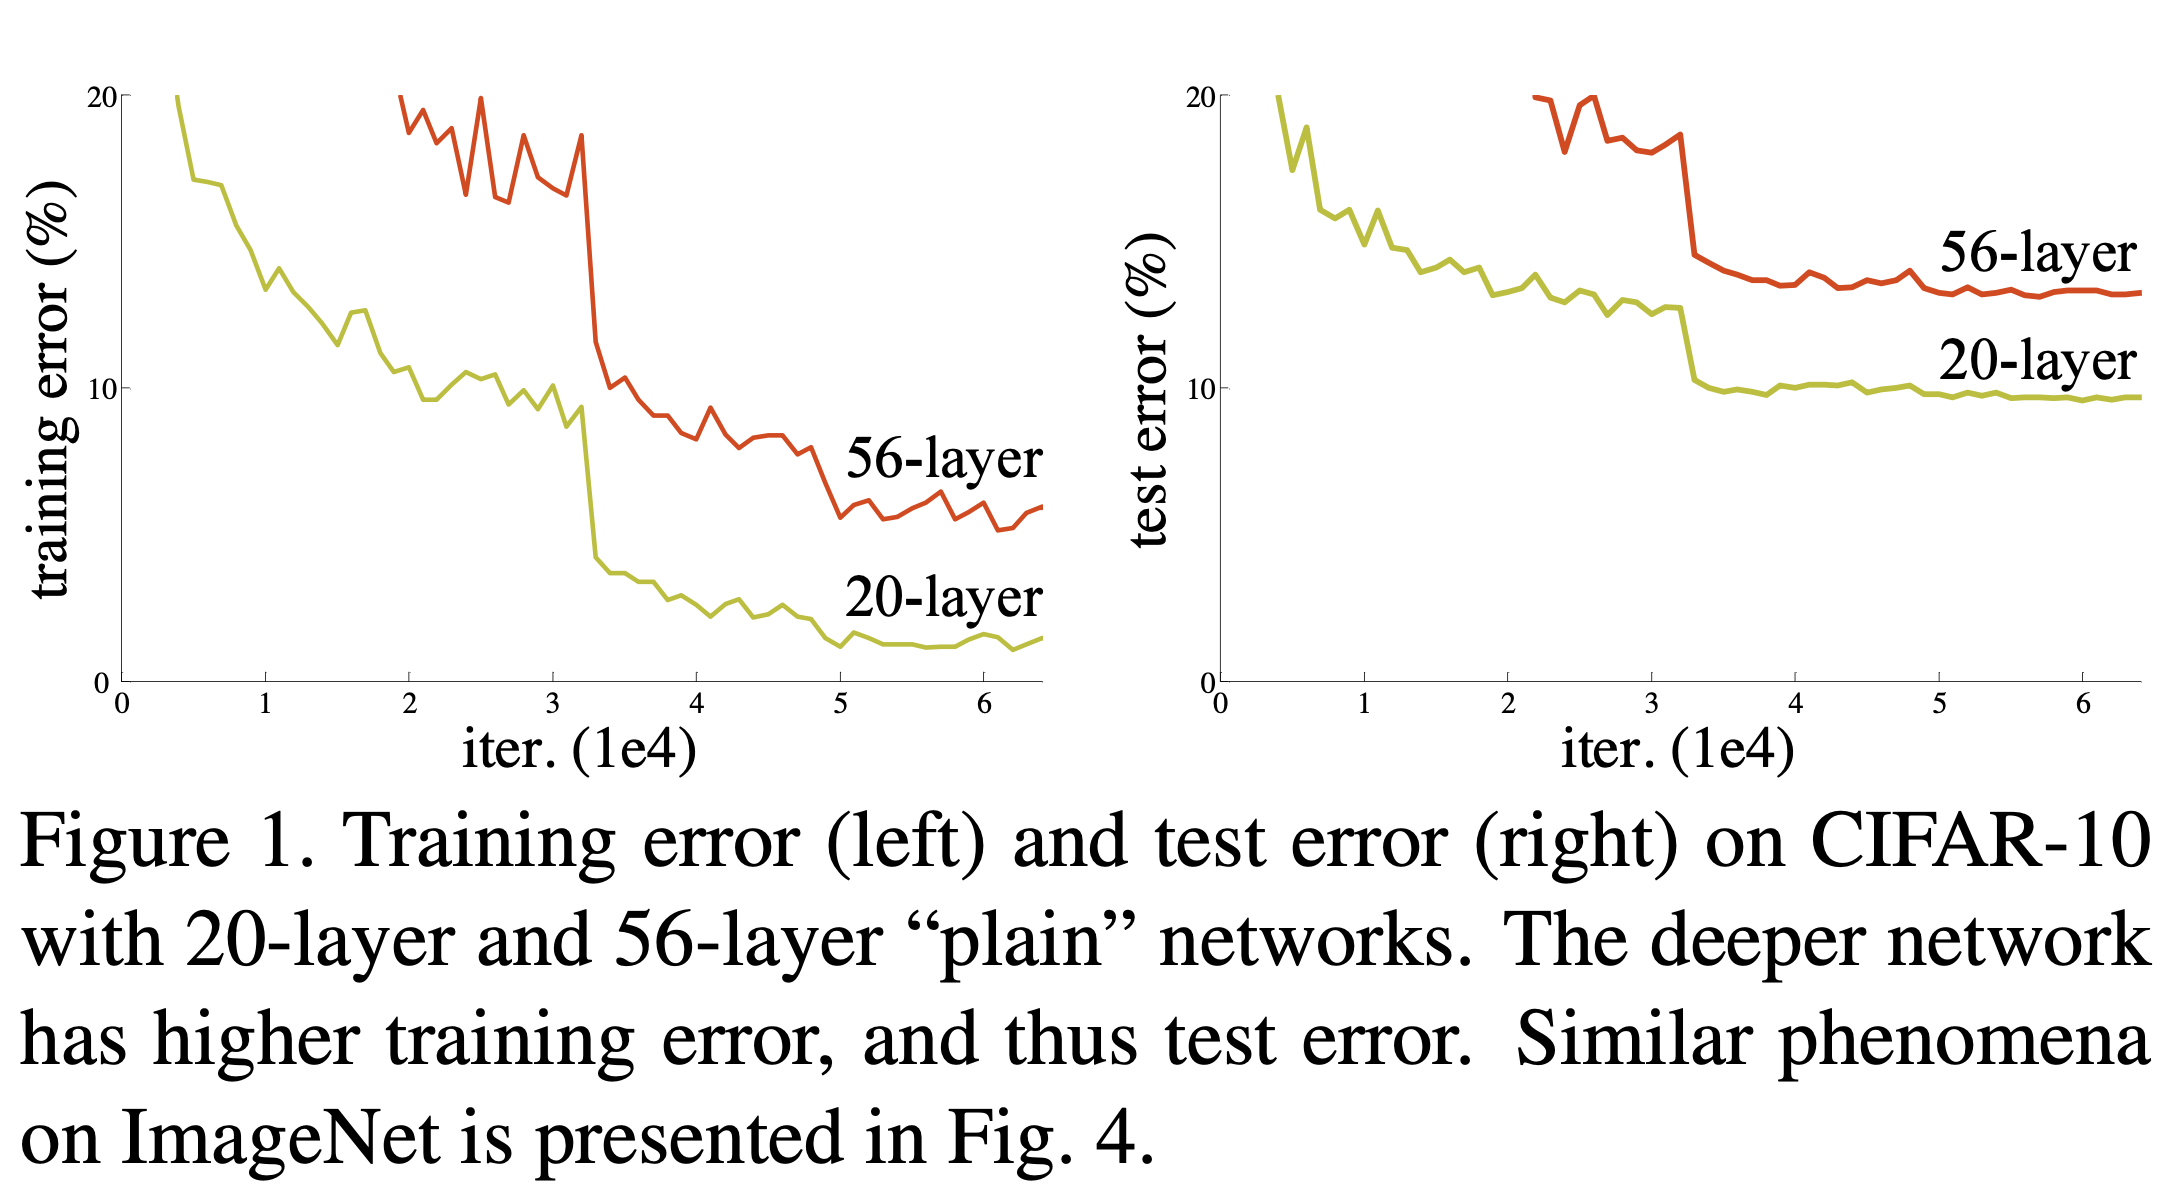 20
10
0
training error (%)
56-layer
20-layer
0 1 2 3 4 5 6
iter. (1e4)
20
10
0
test error (%)
56-layer
20-layer
0 1 2 3 4 5 6
iter. (1e4)
Figure 1. Training error (left) and test error (right) on CIFAR-10
with 20-layer and 56-layer “plain” networks. The deeper network
has higher training error, and thus test error. Similar phenomena
on ImageNet is presented in Fig. 4.